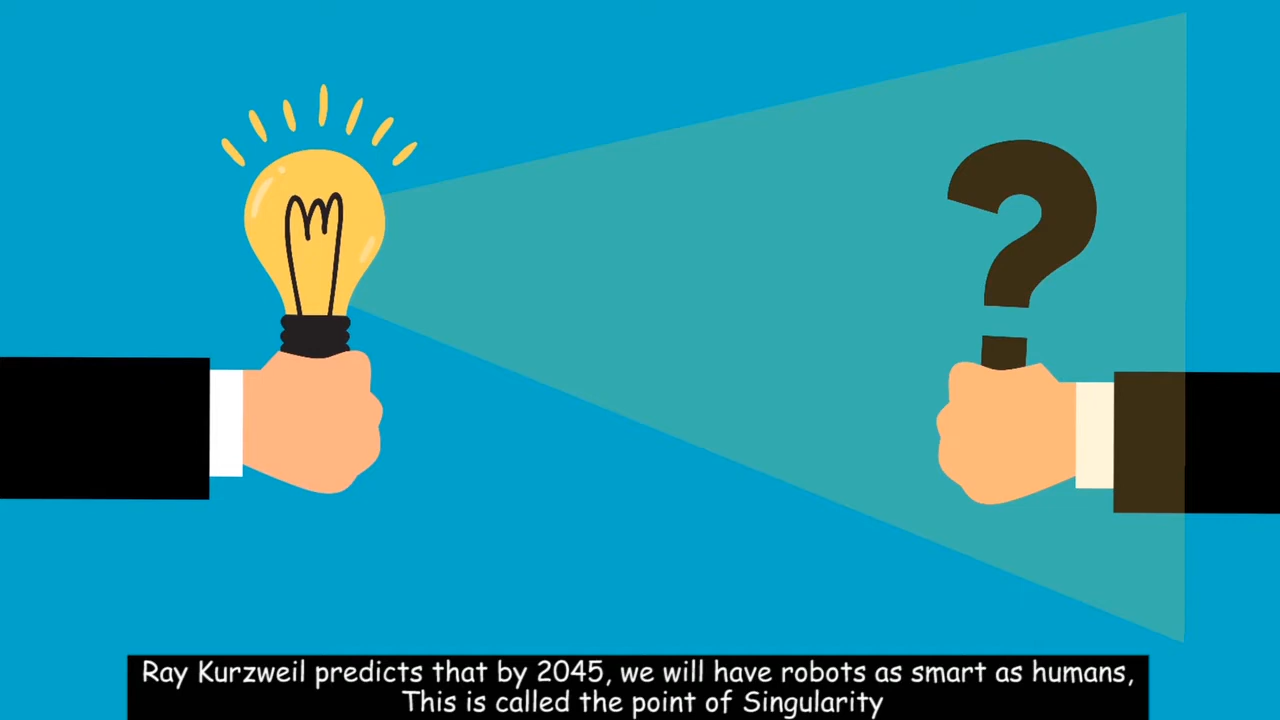 Ray Kurzweil predicts that by 2045, we will have robots as smart as humans,
This is called the point of Singularity